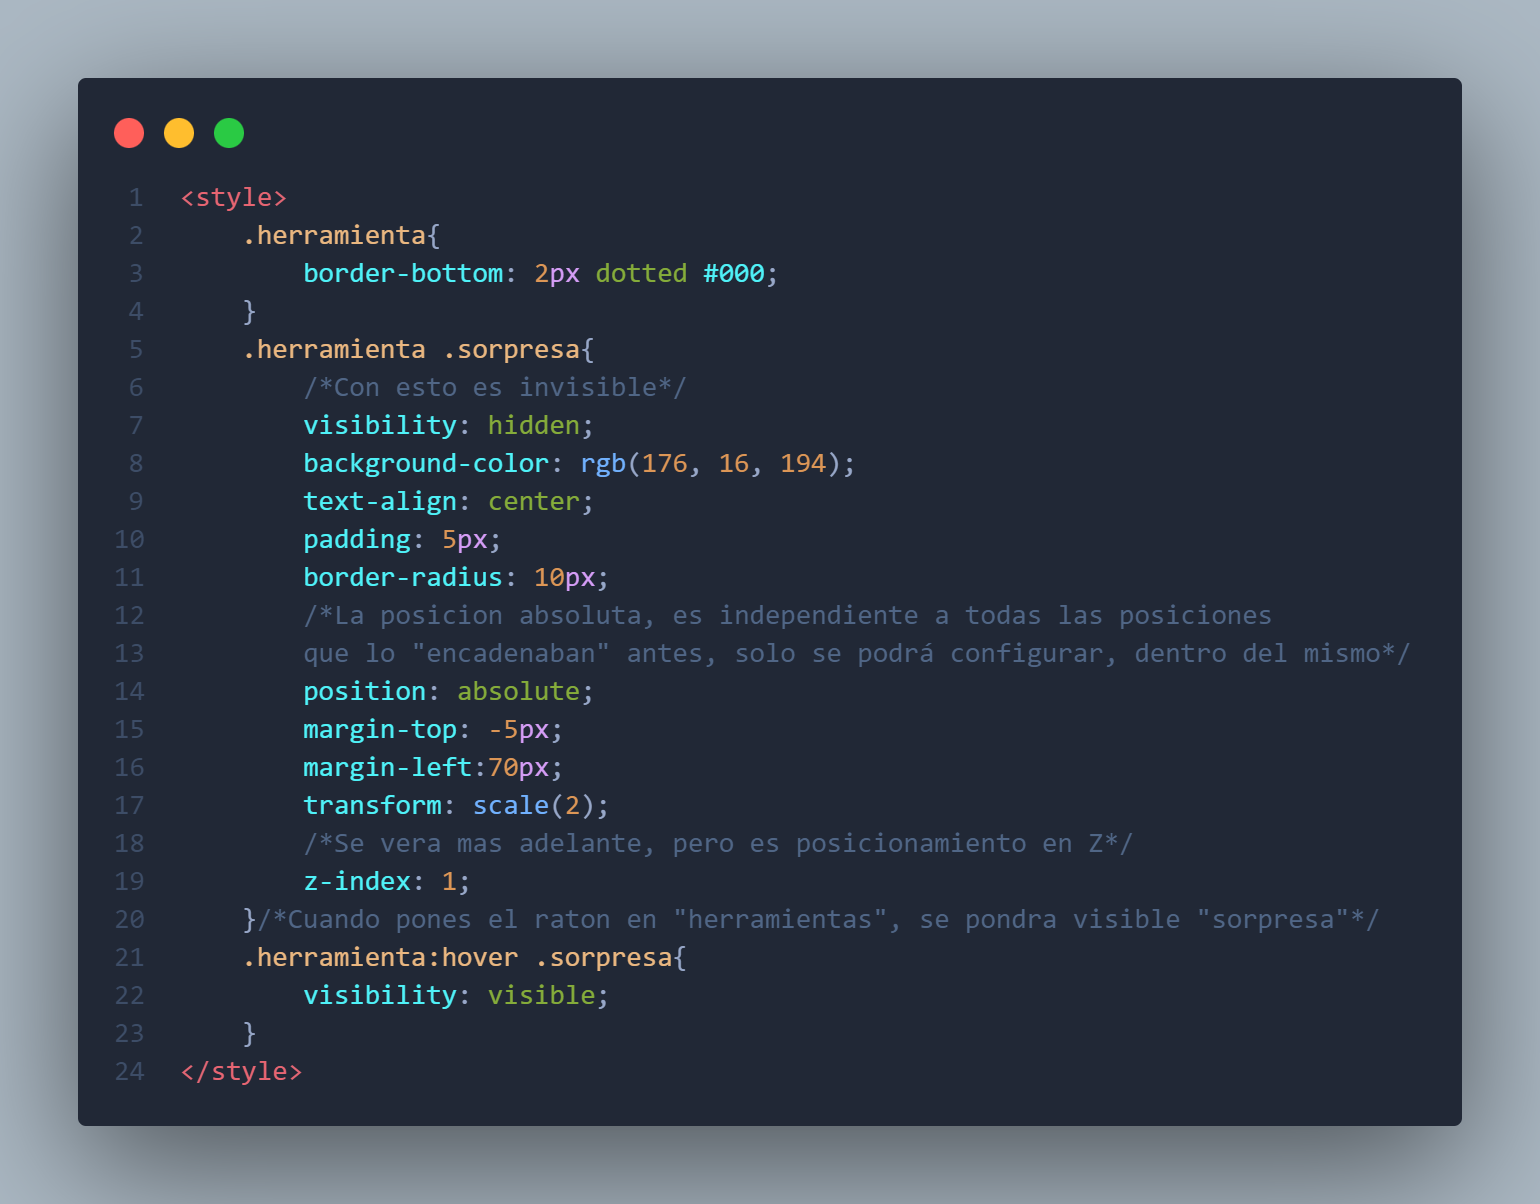 1 <style>
2 .herramienta{
3 border-bottom: 2px dotted #000;
4 }
5 .herramienta .sorpresa{
6 /*Con esto es invisible*/
7 visibility: hidden;
8 background-color: rgb(176, 16, 194);
9 text-align: center;
10 padding: 5px;
11 border-radius: 10px;
12 /*La posicion absoluta, es independiente a todas las posiciones
13 que lo "encadenaban" antes, solo se podrá configurar, dentro del mismo*/
14 position: absolute;
15 margin-top: -5px;
16 margin-left:70px;
17 transform: scale(2);
18 /*Se vera mas adelante, pero es posicionamiento en Z*/
19 z-index: 1;
20 }/*Cuando pones el raton en "herramientas", se pondra visible "sorpresa"*/
21 .herramienta:hover .sorpresa{
22 visibility: visible;
23 }
24 </style>